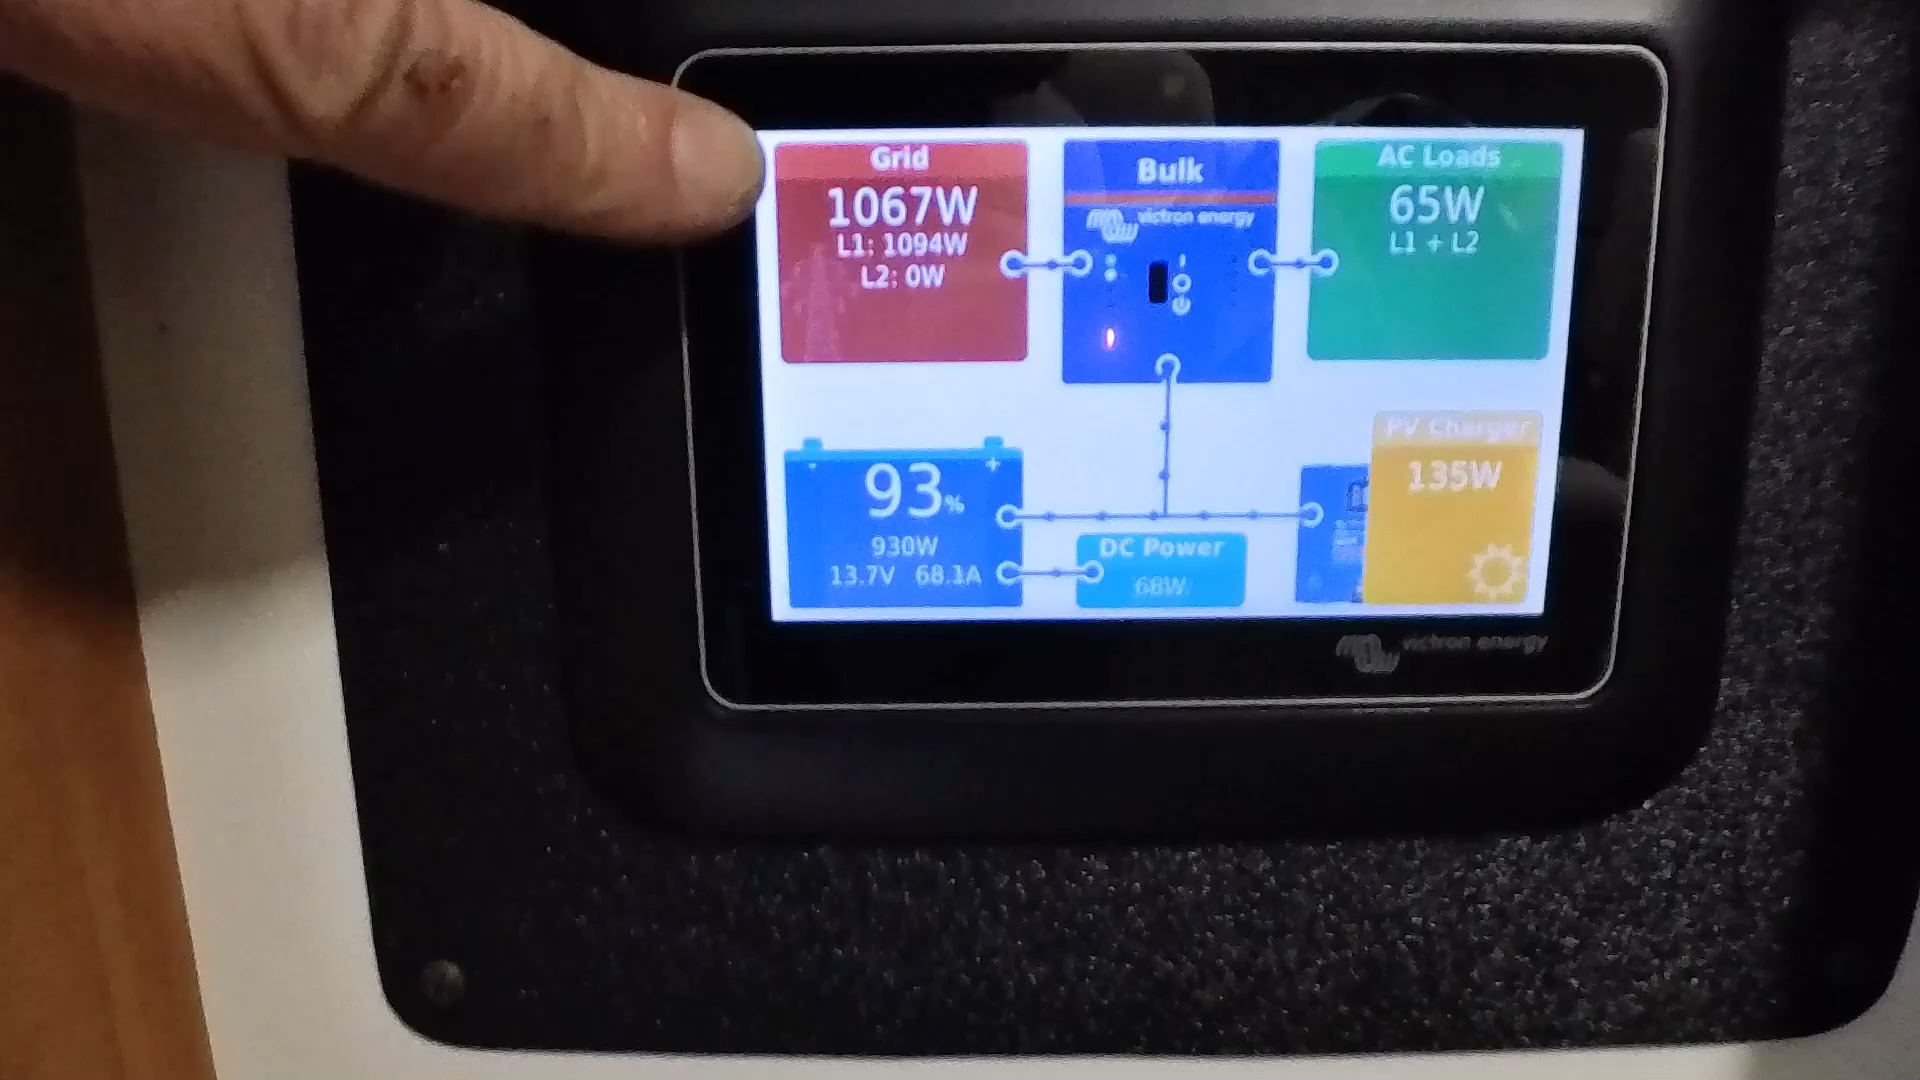 Grid
1067W
L1: 1094W
L2: 0W
Bulk
victron energy
AC Loads
65W
L1 + L2
93%
- +
930W
13.7V 68.1A
DC Power
68W
PV Charger
135W
victron energy